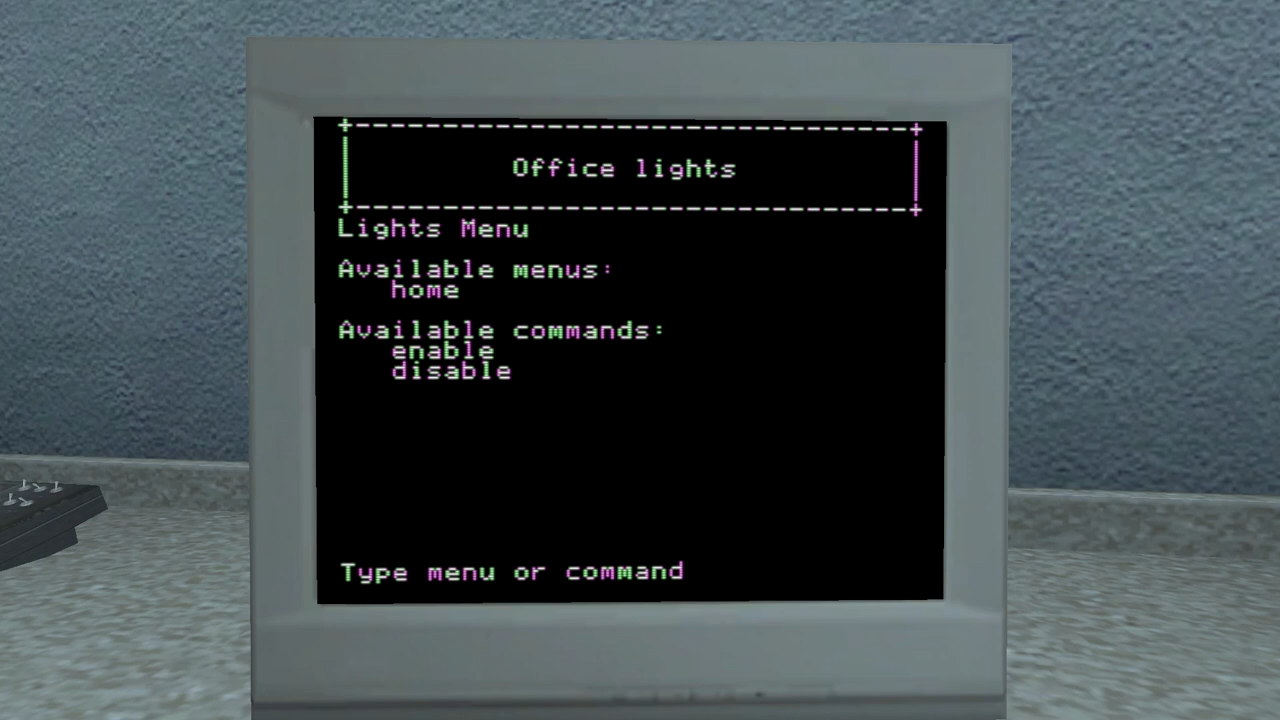 Office lights
Lights Menu
Available menus:
home
Available commands:
enable
disable
Type menu or command